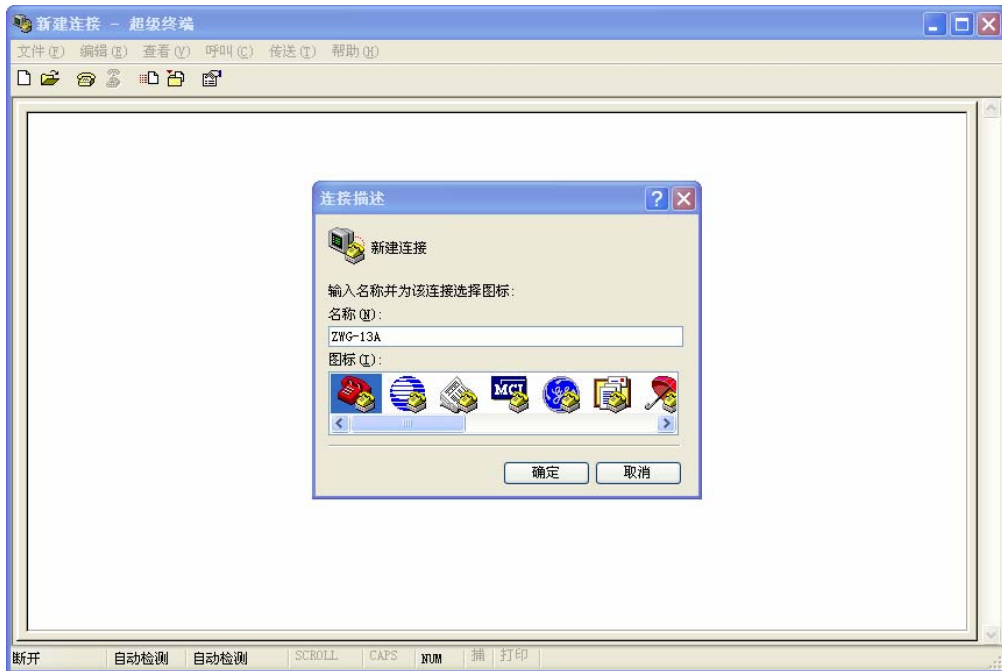 新建连接 - 超级终端
文件(F) 编辑(E) 查看(V) 呼叫(C) 传送(T) 帮助(H)
连接描述
新建连接
输入名称并为该连接选择图标:
名称(N):
ZWG-13A
图标(I):
MCI
确定 取消
断开 自动检测 自动检测 SCROLL CAPS NUM 捕 打印